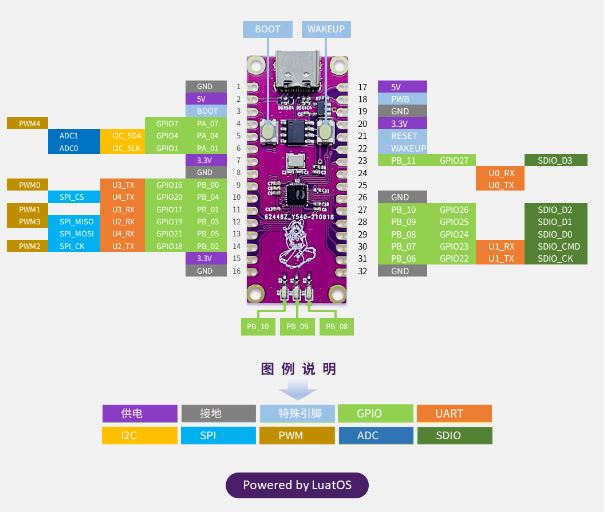 BOOT WAKEUP
GND 1 17 5V
5V 2 18 PWB
BOOT 3 19 GND
PWM4 GPIO7 PA_07 4 20 3.3V
ADC1 I2C_SDA GPIO4 PA_04 5 21 RESET
ADC0 I2C_SLK GPIO1 PA_01 6 22 WAKEUP
3.3V 7 23 PB_11 GPIO27 SDIO_D3
GND 8 24 U0_RX
PWM0 U3_TX GPIO16 PB_00 9 25 U0_TX
SPI_CS U4_TX GPIO20 PB_04 10 26 GND
PWM1 U3_RX GPIO17 PB_01 11 27 PB_10 GPIO26 SDIO_D2
PWM3 SPI_MISO U2_RX GPIO19 PB_03 12 28 PB_09 GPIO25 SDIO_D1
SPI_MOSI U4_RX GPIO21 PB_05 13 29 PB_08 GPIO24 SDIO_D0
PWM2 SPI_CK U2_TX GPIO18 PB_02 14 30 PB_07 GPIO23 U1_RX SDIO_CMD
3.3V 15 31 PB_06 GPIO22 U1_TX SDIO_CK
GND 16 32 GND
PB_10 PB_09 PB_08
图例说明
供电 接地 特殊引脚 GPIO UART
I2C SPI PWM ADC SDIO
Powered by LuatOS